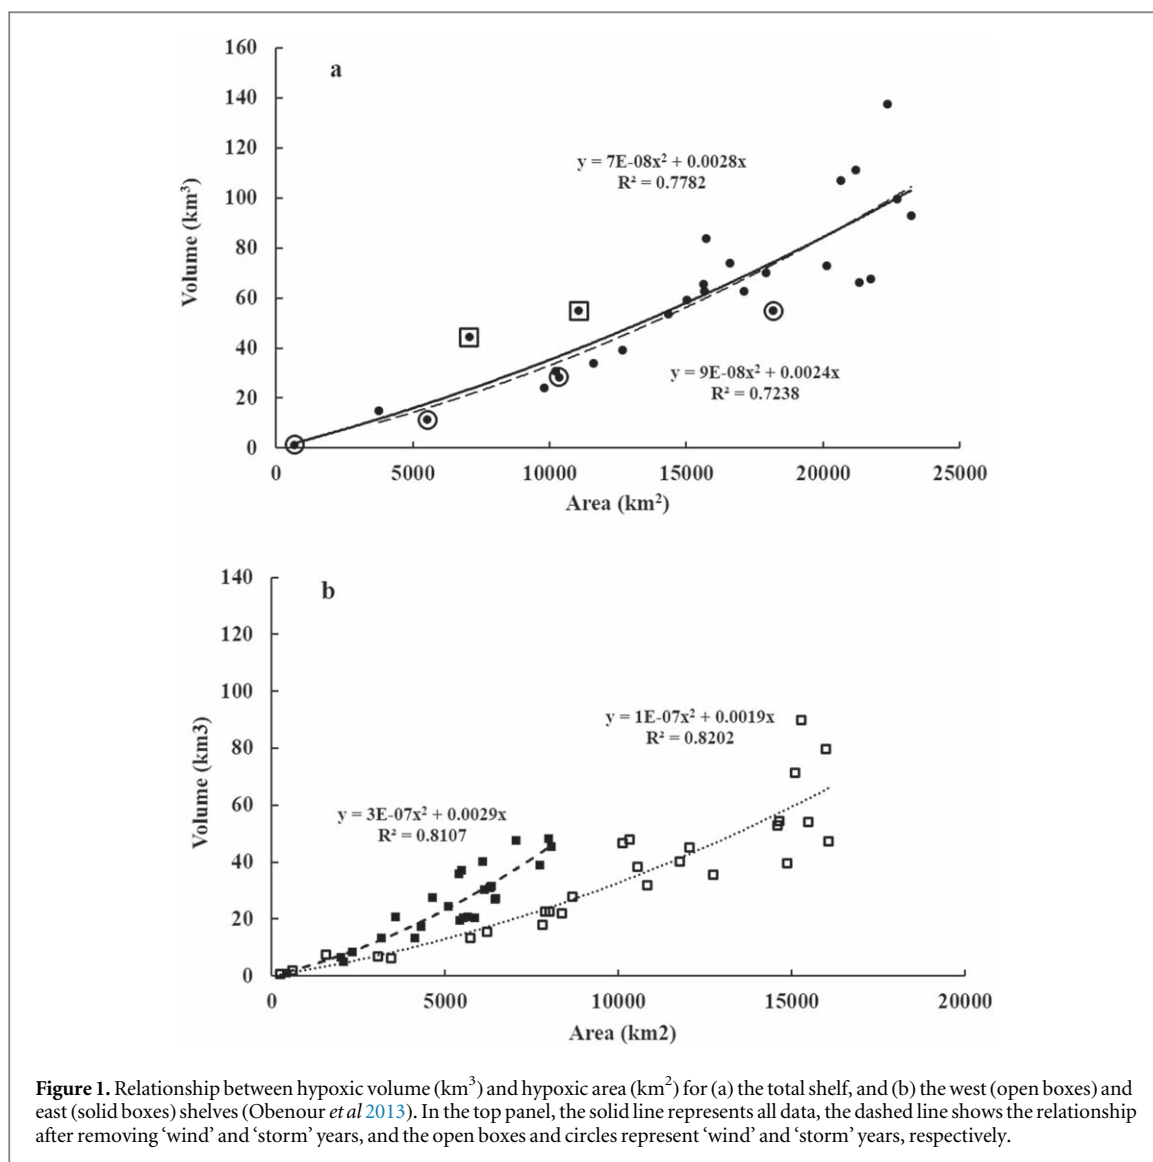 160
a
140
120
y = 7E-08x² + 0.0028x
R² = 0.7782
100
Volume (km³)
80
60
40
y = 9E-08x² + 0.0024x
R² = 0.7238
20
0
0 5000 10000 15000 20000 25000
Area (km²)
140
b
120
100
y = 1E-07x² + 0.0019x
R² = 0.8202
80
Volume (km3)
60
y = 3E-07x² + 0.0029x
R² = 0.8107
40
20
0
0 5000 10000 15000 20000
Area (km2)
Figure 1. Relationship between hypoxic volume (km³) and hypoxic area (km²) for (a) the total shelf, and (b) the west (open boxes) and
east (solid boxes) shelves (Obenour et al 2013). In the top panel, the solid line represents all data, the dashed line shows the relationship
after removing ‘wind’ and ‘storm’ years, and the open boxes and circles represent ‘wind’ and ‘storm’ years, respectively.